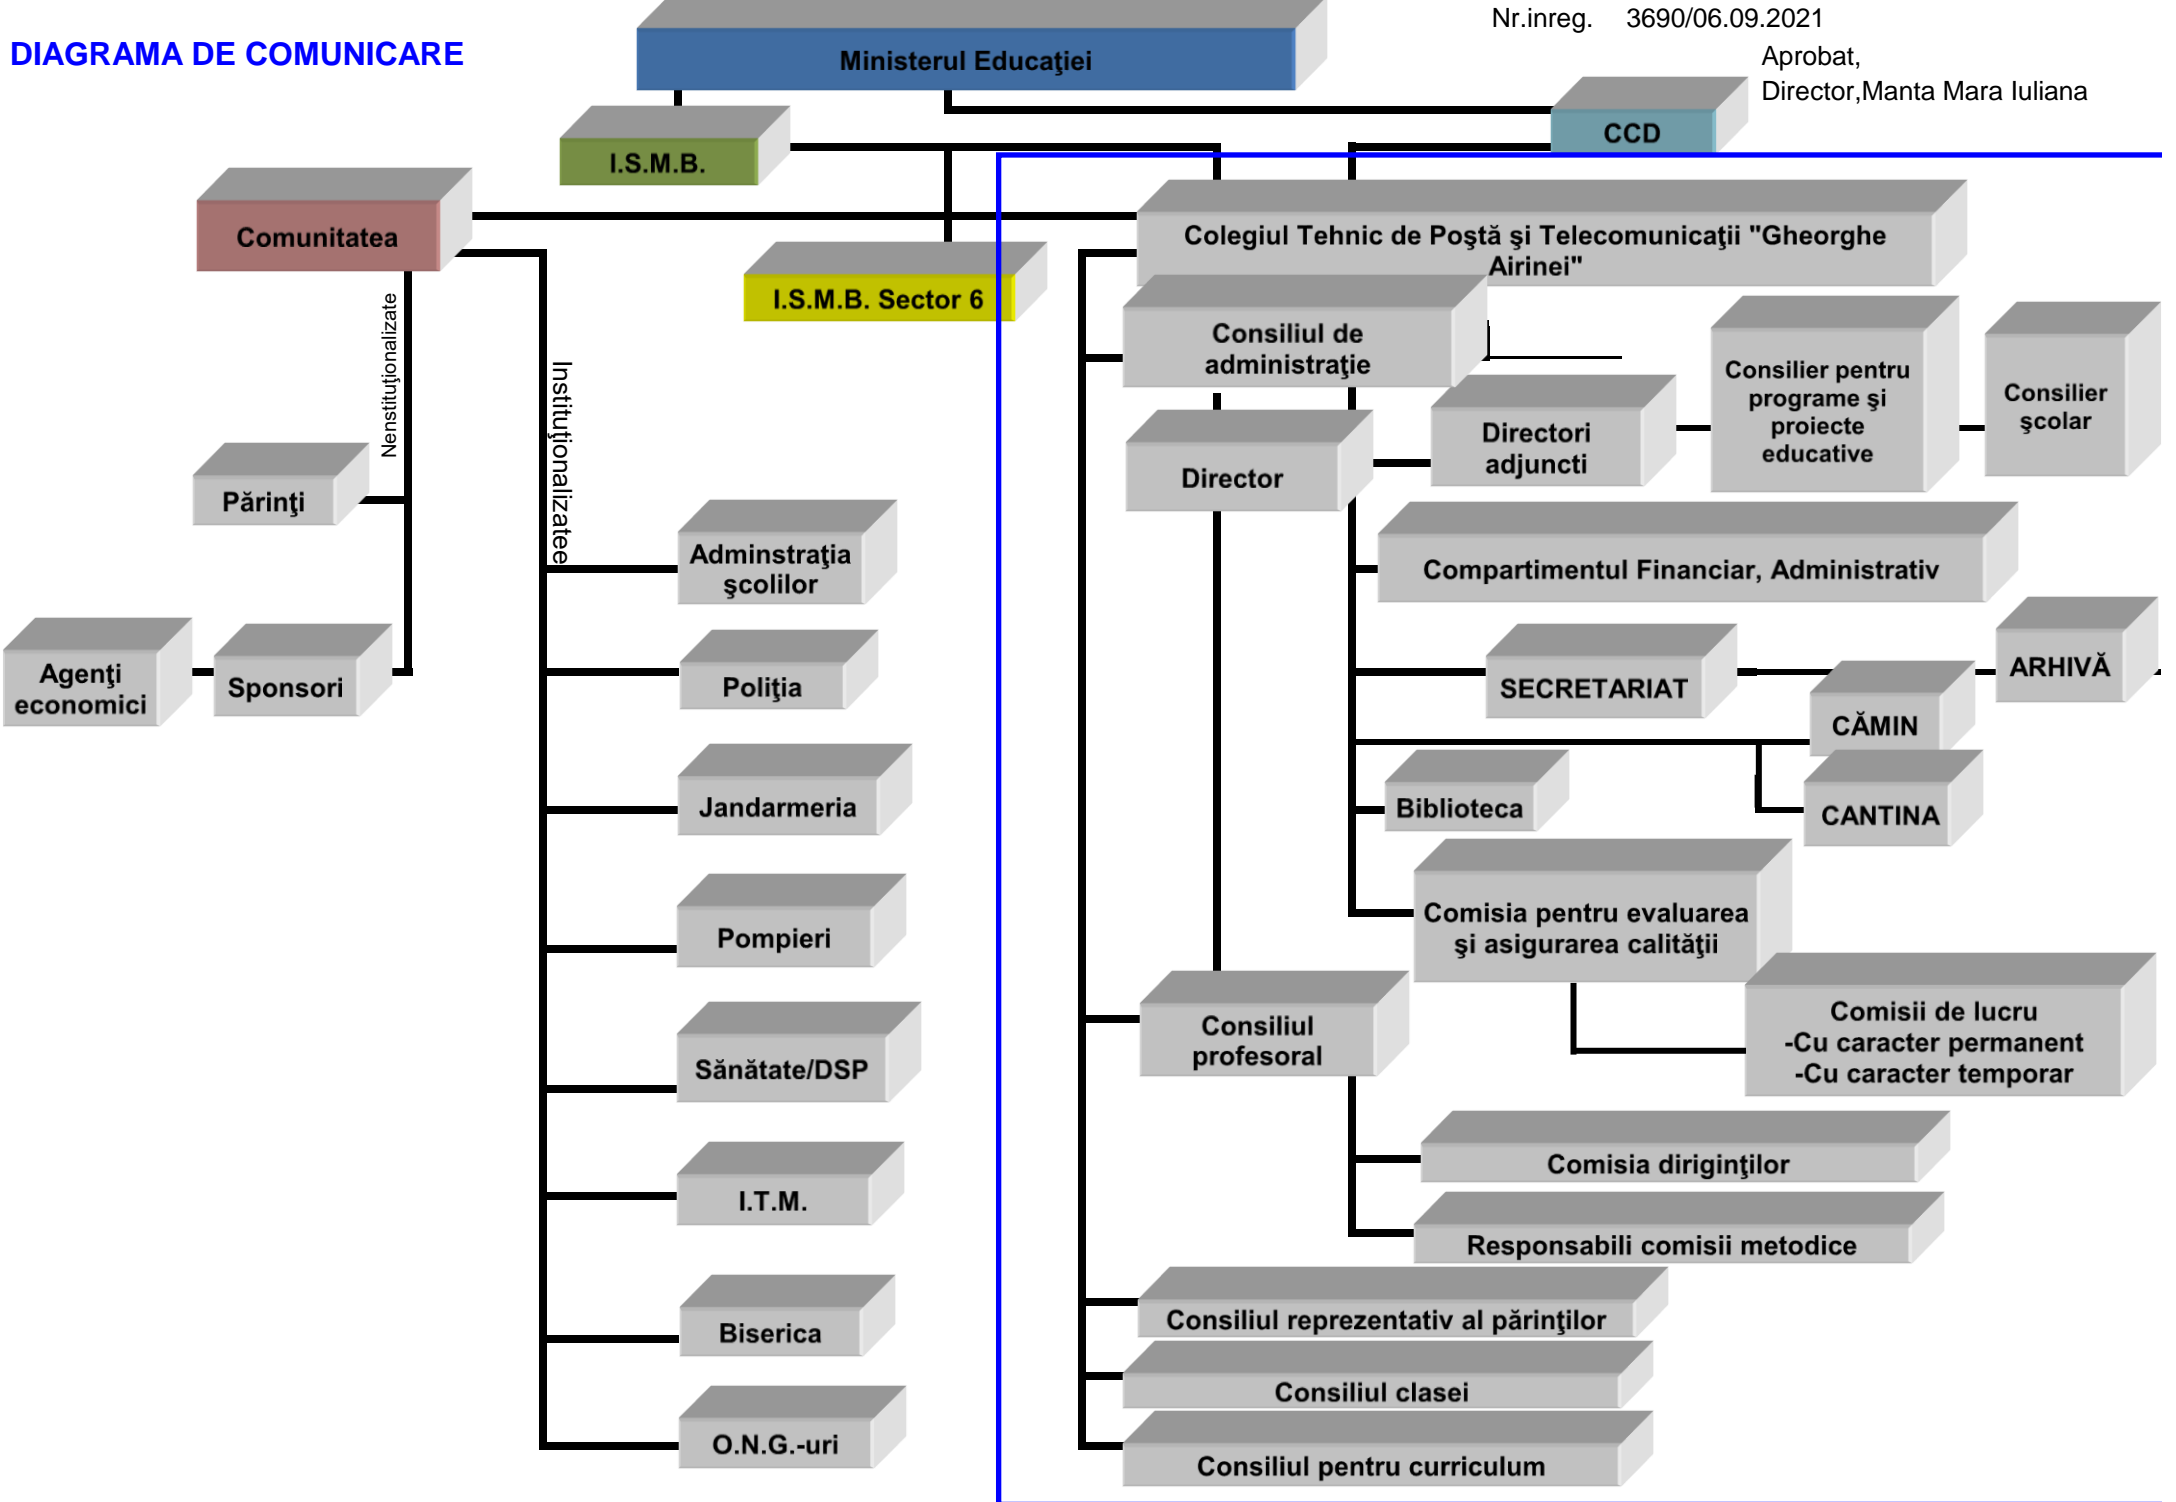 Nr.inreg. 3690/06.09.2021
DIAGRAMA DE COMUNICARE
Ministerul Educaţiei
Aprobat,
Director,Manta Mara Iuliana
CCD
I.S.M.B.
Comunitatea
Colegiul Tehnic de Poştă şi Telecomunicaţii "Gheorghe
Airinei"
I.S.M.B. Sector 6
Nenstituţionalizate
Instituţionalizatee
Consiliul de
administraţie
Consilier pentru
programe şi
proiecte
educative
Consilier
şcolar
Directori
adjuncti
Director
Părinţi
Adminstraţia
şcolilor
Compartimentul Financiar, Administrativ
Agenţi
economici
Sponsori
Poliţia
SECRETARIAT
ARHIVĂ
CĂMIN
Jandarmeria
Biblioteca
CANTINA
Pompieri
Comisia pentru evaluarea
şi asigurarea calităţii
Sănătate/DSP
Consiliul
profesoral
Comisii de lucru
-Cu caracter permanent
-Cu caracter temporar
Comisia diriginţilor
I.T.M.
Responsabili comisii metodice
Biserica
Consiliul reprezentativ al părinţilor
Consiliul clasei
O.N.G.-uri
Consiliul pentru curriculum